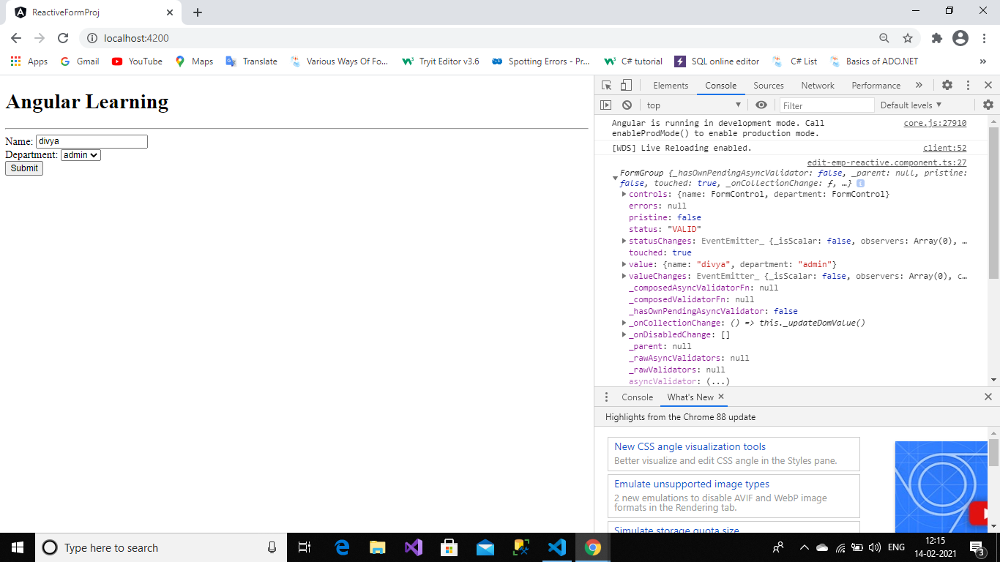 ReactiveFormProj
localhost:4200
Apps Gmail YouTube Maps Translate Various Ways Of Fo... Tryit Editor v3.6 Spotting Errors - Pr... C# tutorial SQL online editor C# List Basics of ADO.NET »
Angular Learning
Name: divya
Department: admin
Submit
Elements Console Sources Network Performance »
top Filter Default levels
Angular is running in development mode. Call core.js:27910
enableProdMode() to enable production mode.
[WDS] Live Reloading enabled. client:52
edit-emp-reactive.component.ts:27
FormGroup {_hasOwnPendingAsyncValidator: false, _parent: null, pristine:
false, touched: true, _onCollectionChange: ƒ, …} i
controls: {name: FormControl, department: FormControl}
errors: null
pristine: false
status: "VALID"
statusChanges: EventEmitter_ {_isScalar: false, observers: Array(0), …
touched: true
value: {name: "divya", department: "admin"}
valueChanges: EventEmitter_ {_isScalar: false, observers: Array(0), c…
_composedAsyncValidatorFn: null
_composedValidatorFn: null
_hasOwnPendingAsyncValidator: false
_onCollectionChange: () => this._updateDomValue()
_onDisabledChange: []
_parent: null
_rawAsyncValidators: null
_rawValidators: null
asyncValidator: (...)
Console What's New
Highlights from the Chrome 88 update
New CSS angle visualization tools
Better visualize and edit CSS angle in the Styles pane.
Emulate unsupported image types
2 new emulations to disable AVIF and WebP image
formats in the Rendering tab.
Simulate storage quota size
Type here to search
ENG
12:15
14-02-2021
3